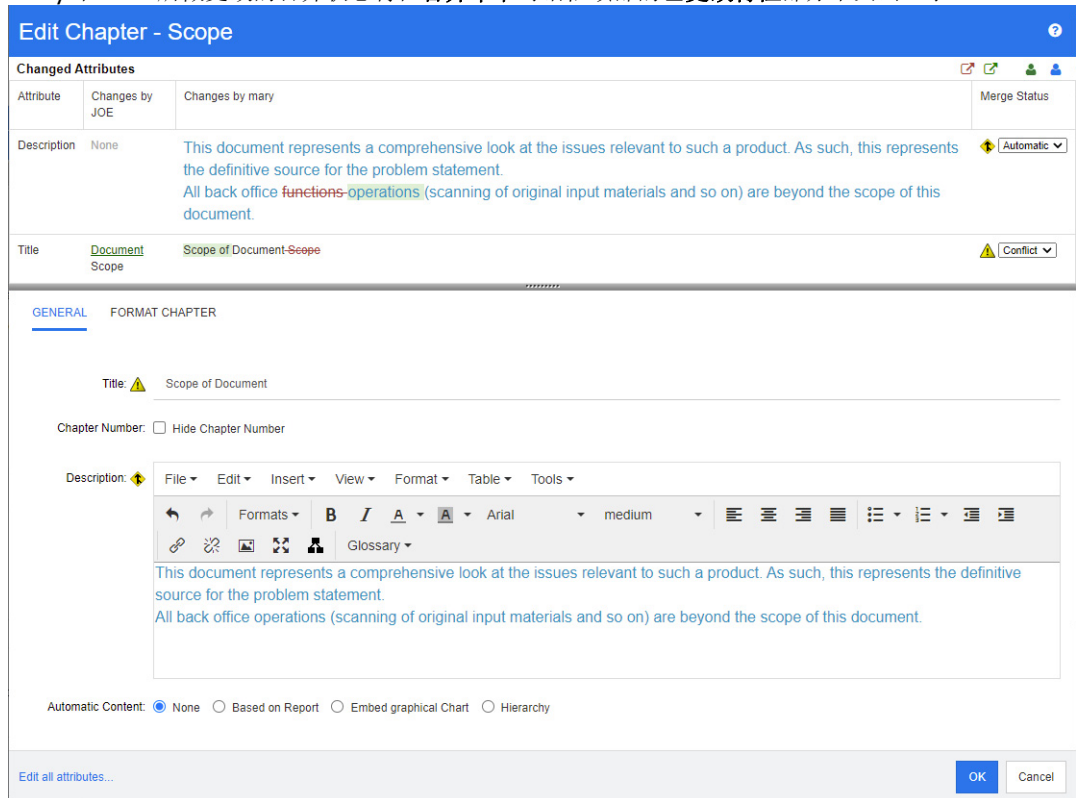 Edit Chapter - Scope
Changed Attributes
Attribute Changes by JOE Changes by mary Merge Status
Description None This document represents a comprehensive look at the issues relevant to such a product. As such, this represents
the definitive source for the problem statement.
All back office functions operations (scanning of original input materials and so on) are beyond the scope of this
document.
Automatic
Title Document Scope Scope of Document Scope Conflict
GENERAL FORMAT CHAPTER
Title: Scope of Document
Chapter Number: Hide Chapter Number
Description: File Edit Insert View Format Table Tools
Formats B I A A Arial medium
Glossary
This document represents a comprehensive look at the issues relevant to such a product. As such, this represents the definitive
source for the problem statement.
All back office operations (scanning of original input materials and so on) are beyond the scope of this document.
Automatic Content: None Based on Report Embed graphical Chart Hierarchy
Edit all attributes... OK Cancel